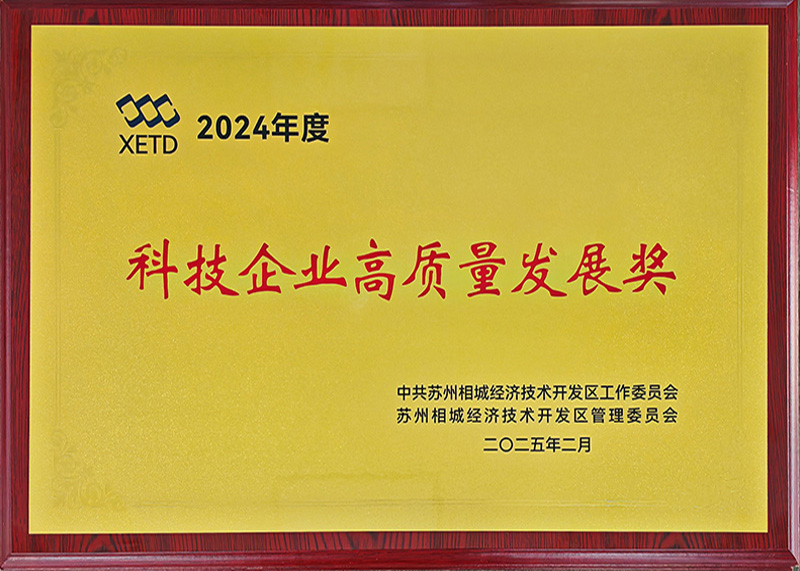 XETD
2024年度
科技企业高质量发展奖
中共苏州相城经济技术开发区工作委员会
苏州相城经济技术开发区管理委员会
二〇二五年二月